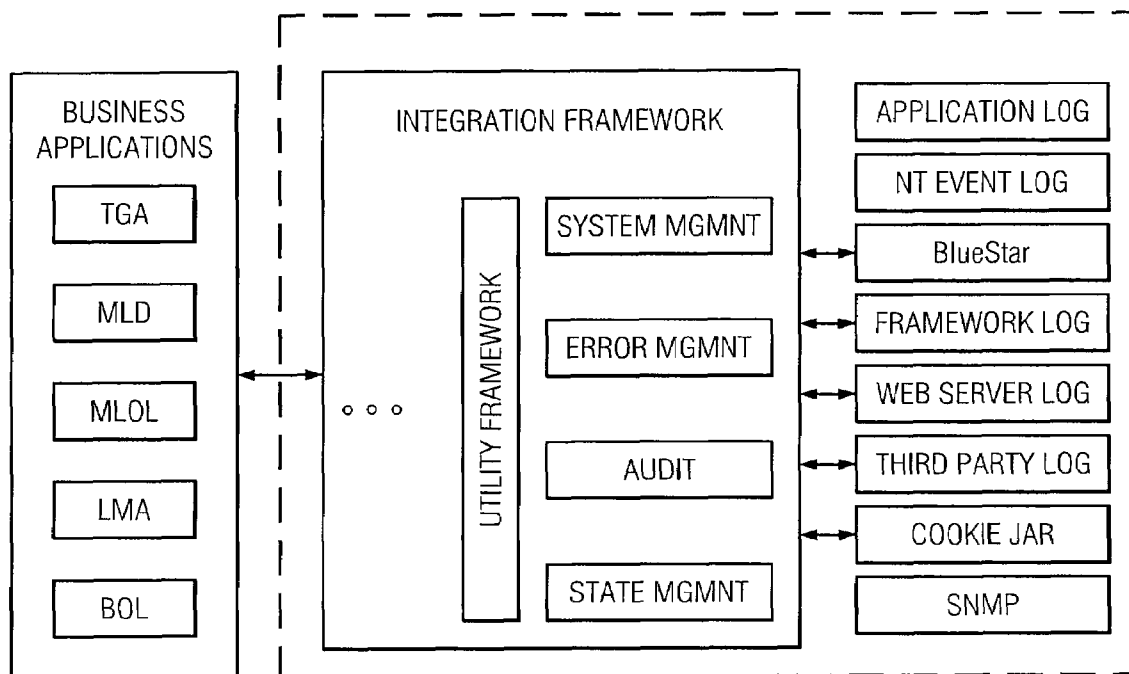 BUSINESS
APPLICATIONS
TGA
MLD
MLOL
LMA
BOL
INTEGRATION FRAMEWORK
UTILITY FRAMEWORK
SYSTEM MGMNT
ERROR MGMNT
AUDIT
STATE MGMNT
APPLICATION LOG
NT EVENT LOG
BlueStar
FRAMEWORK LOG
WEB SERVER LOG
THIRD PARTY LOG
COOKIE JAR
SNMP